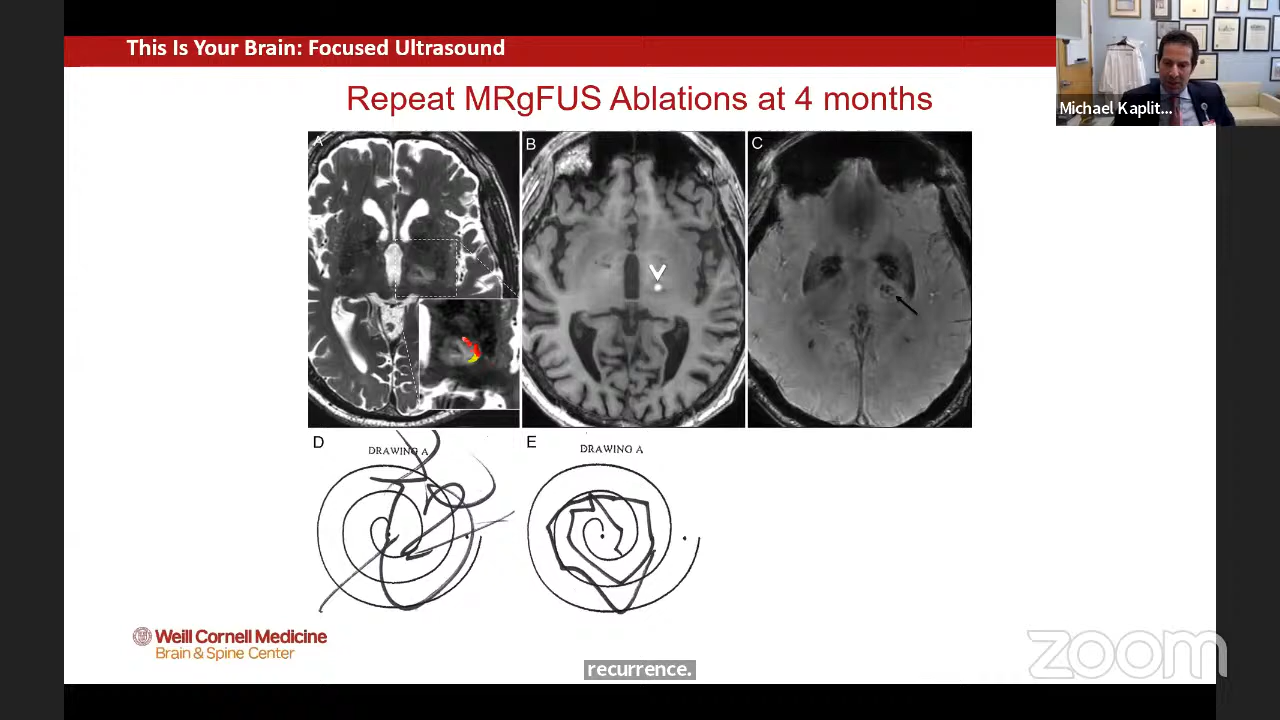 This Is Your Brain: Focused Ultrasound
Michael Kaplit...
Repeat MRgFUS Ablations at 4 months
A
B
C
D
DRAWING A
E
DRAWING A
Weill Cornell Medicine
Brain & Spine Center
recurrence.
zoom